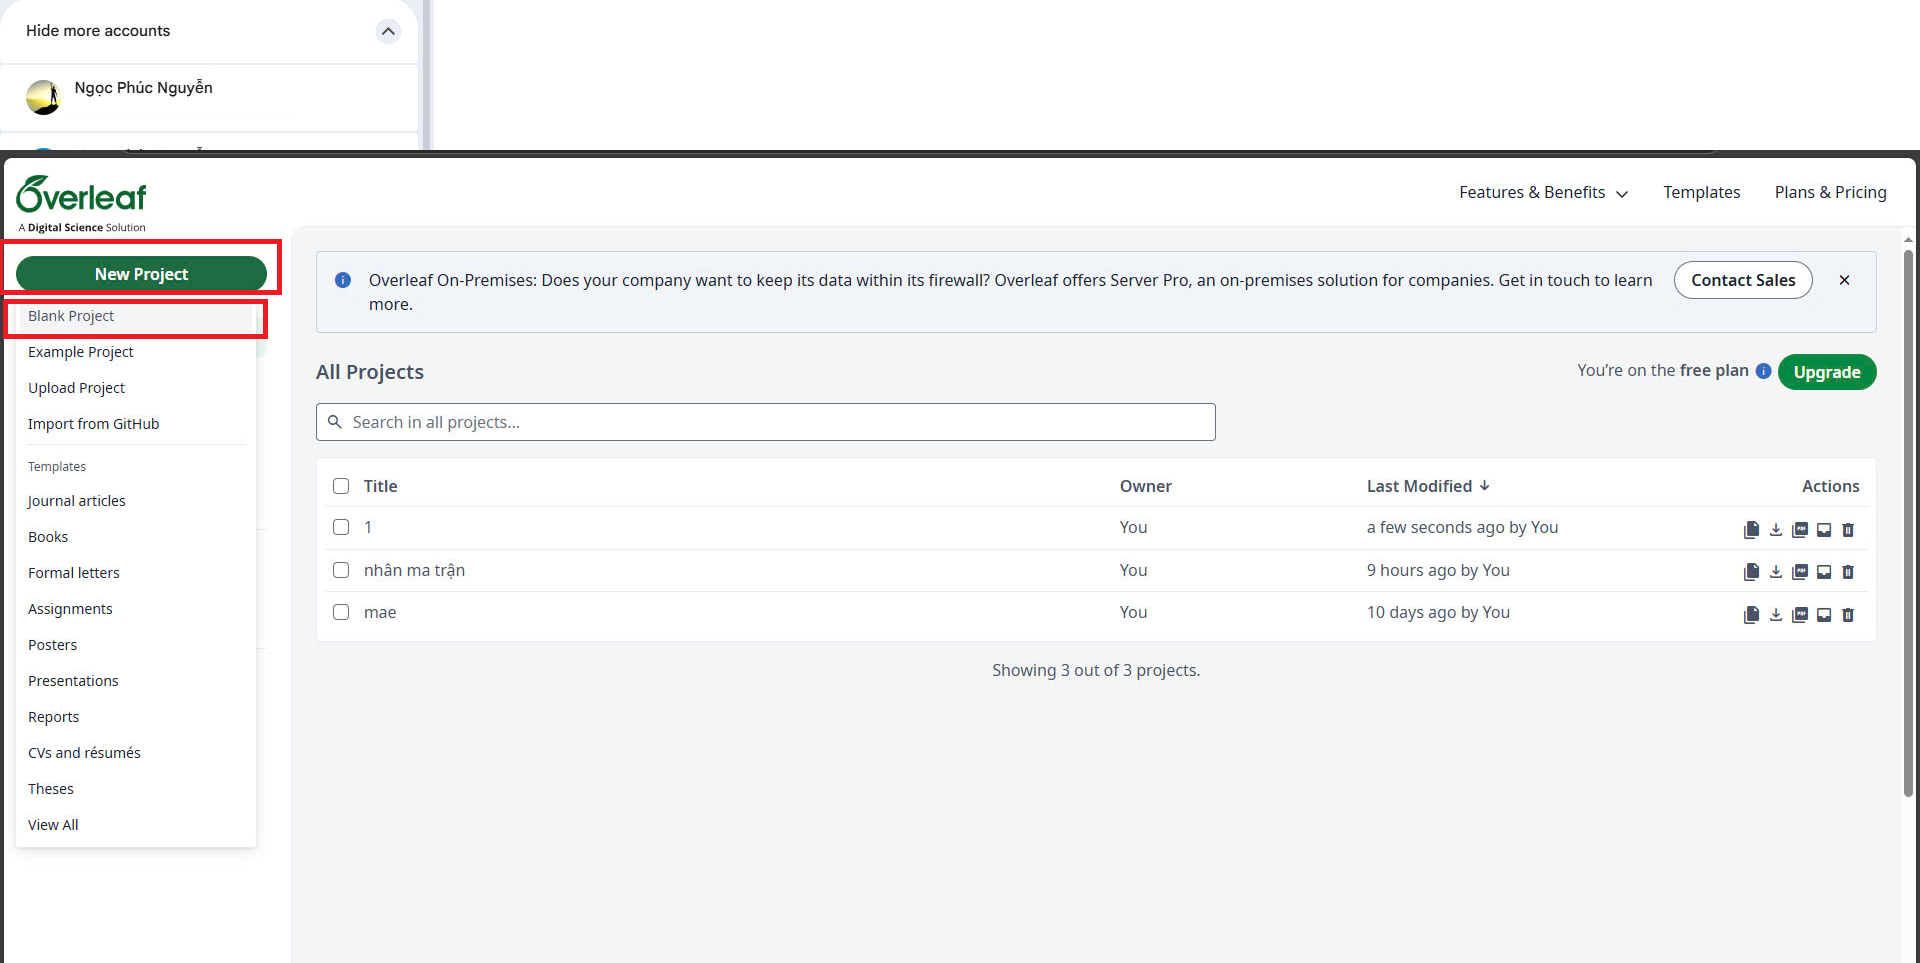 Hide more accounts
Ngọc Phúc Nguyễn
Overleaf
A Digital Science Solution
Features & Benefits
Templates
Plans & Pricing
New Project
Blank Project
Example Project
Upload Project
Import from GitHub
Templates
Journal articles
Books
Formal letters
Assignments
Posters
Presentations
Reports
CVs and résumés
Theses
View All
Overleaf On-Premises: Does your company want to keep its data within its firewall? Overleaf offers Server Pro, an on-premises solution for companies. Get in touch to learn
more.
Contact Sales
All Projects
You’re on the free plan
Upgrade
Search in all projects...
Title Owner Last Modified Actions
1 You a few seconds ago by You
nhân ma trận You 9 hours ago by You
mae You 10 days ago by You
Showing 3 out of 3 projects.